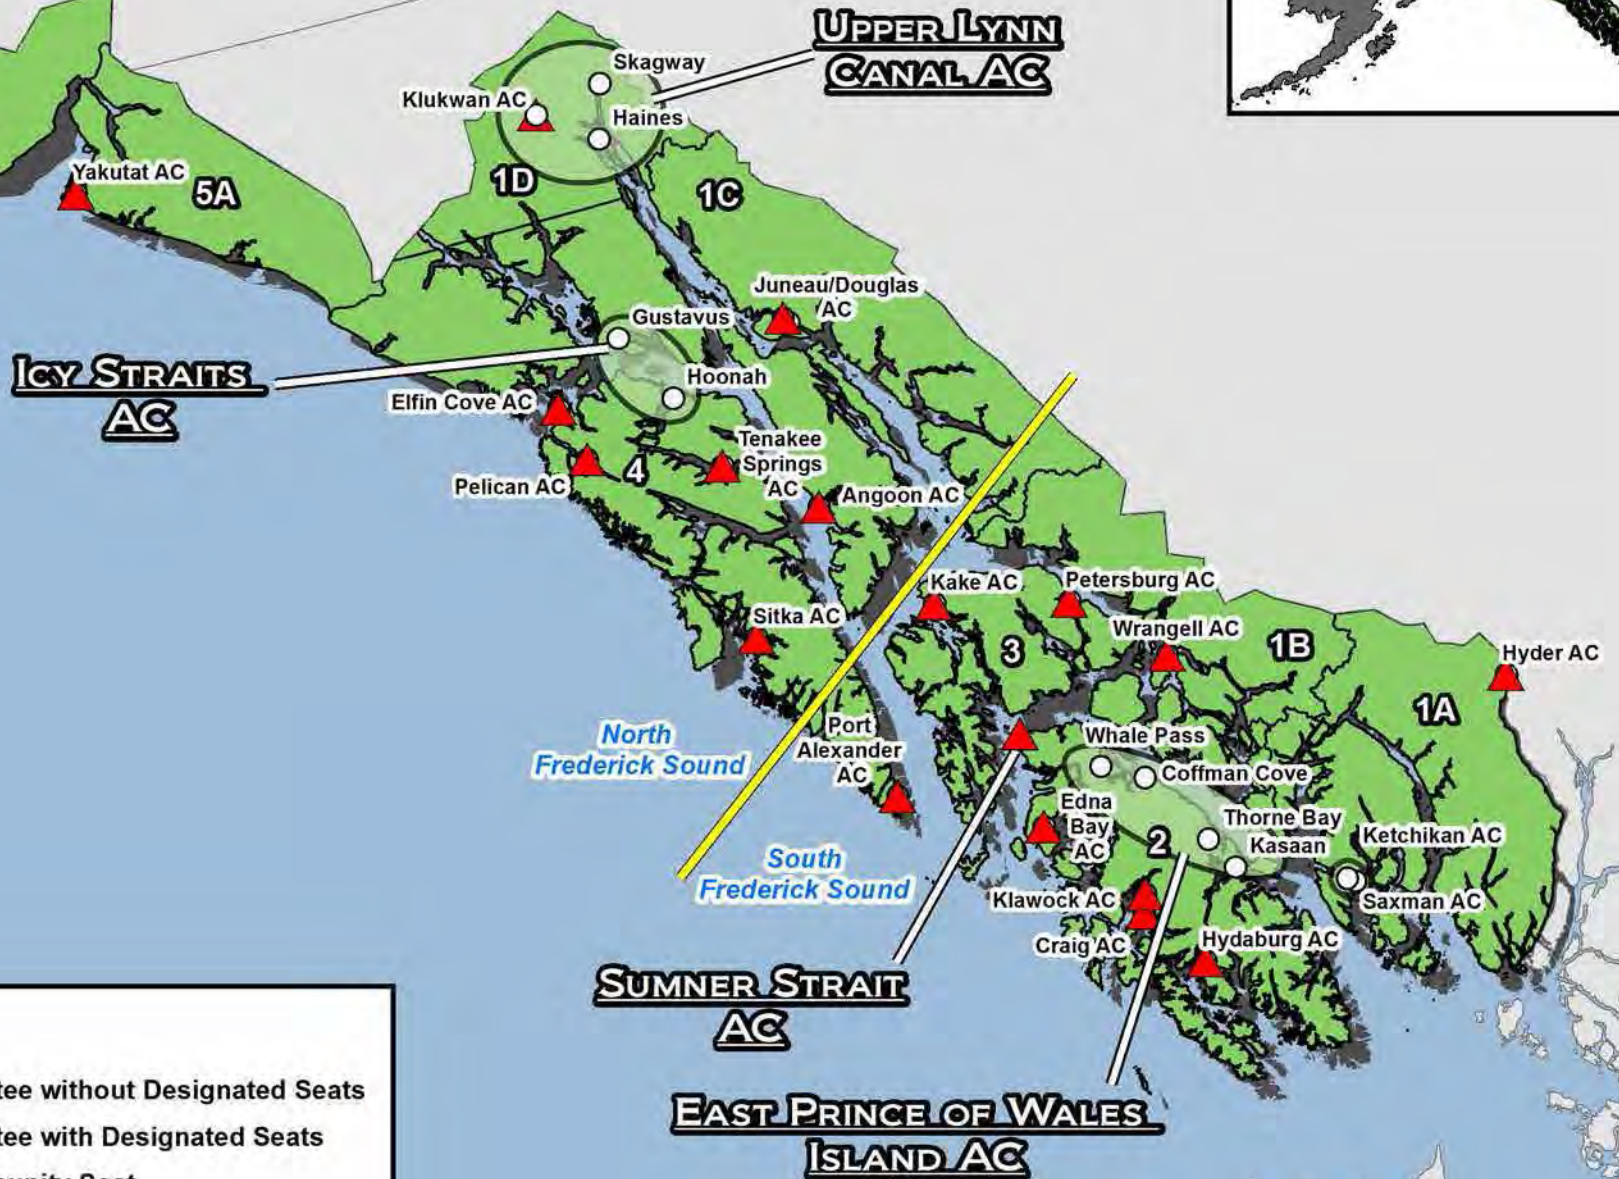 UPPER LYNN
CANAL AC
Skagway
Klukwan AC
Haines
Yakutat AC
5A
1D
1C
Juneau/Douglas
AC
Gustavus
ICY STRAITS
AC
Hoonah
Elfin Cove AC
Tenakee
Springs
AC
4
Pelican AC
Angoon AC
Kake AC
Petersburg AC
Sitka AC
Wrangell AC
3
1B
Hyder AC
1A
North
Frederick Sound
Port
Alexander
AC
Whale Pass
Coffman Cove
Edna
Bay
AC
Thorne Bay
Kasaan
2
Ketchikan AC
South
Frederick Sound
Klawock AC
Saxman AC
Craig AC
Hydaburg AC
SUMNER STRAIT
AC
EAST PRINCE OF WALES
ISLAND AC
tee without Designated Seats
tee with Designated Seats
unity Seat